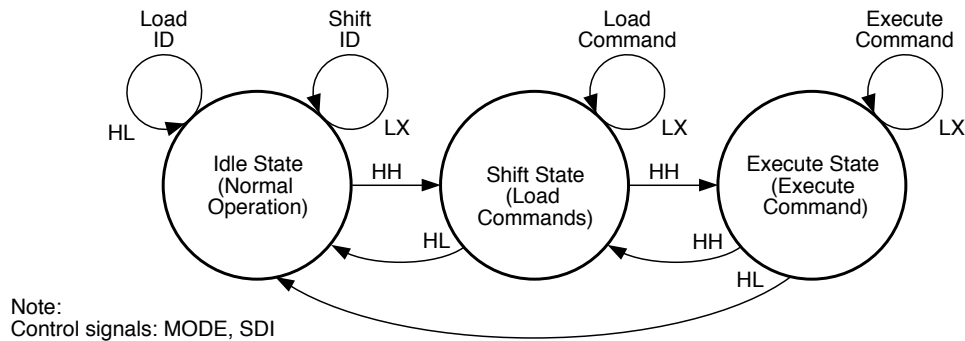 Load
ID
Shift
ID
Load
Command
Execute
Command
HL
LX
LX
LX
Idle State
(Normal
Operation)
HH
Shift State
(Load
Commands)
HH
Execute State
(Execute
Command)
HL
HH
HL
Note:
Control signals: MODE, SDI